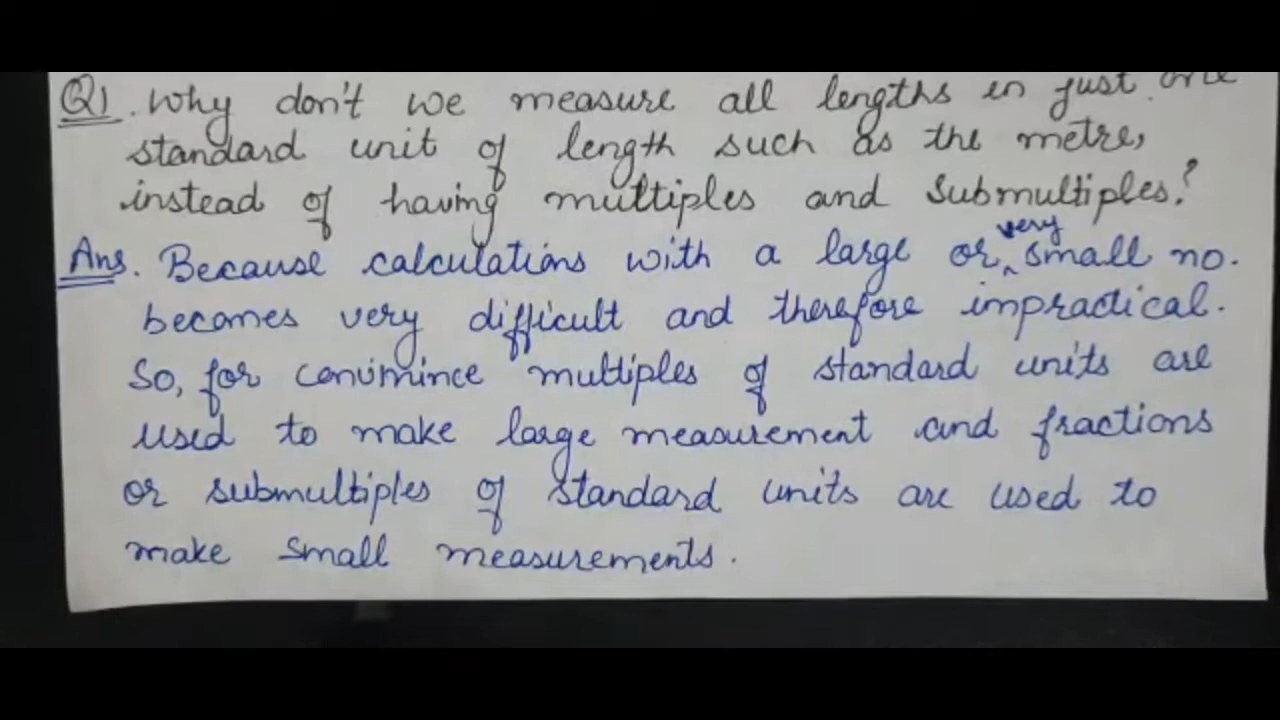 Q1. Why don't we measure all lengths in just one
standard unit of length such as the metre,
instead of having multiples and submultiples?
Ans. Because calculations with a large or very small no.
becomes very difficult and therefore impractical.
So, for convimince multiples of standard units are
used to make large measurement and fractions
or submultiples of standard units are used to
make small measurements.